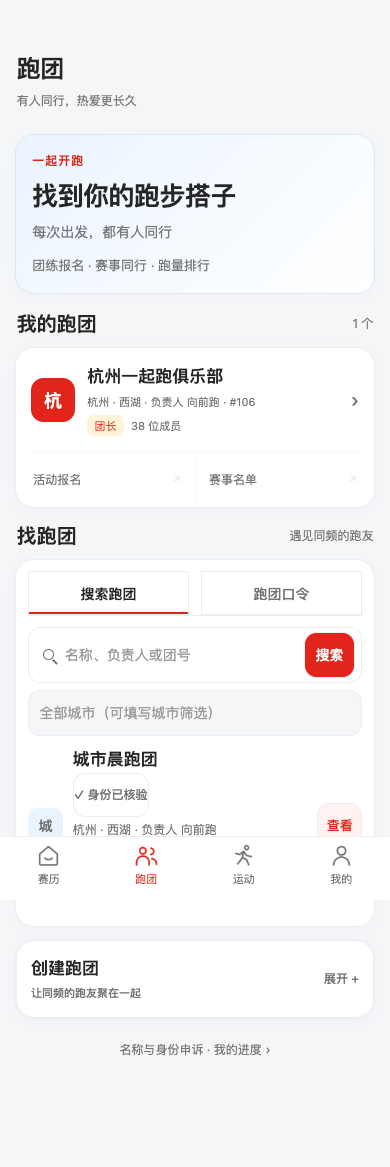 跑团
有人同行，热爱更长久
一起开跑
找到你的跑步搭子
每次出发，都有人同行
团练报名 · 赛事同行 · 跑量排行
我的跑团
1 个
杭
杭州一起跑俱乐部
杭州 · 西湖 · 负责人 向前跑 · #106
团长 38 位成员
›
活动报名 ↗
赛事名单 ↗
找跑团
遇见同频的跑友
搜索跑团
跑团口令
名称、负责人或团号
搜索
全部城市（可填写城市筛选）
城市晨跑团
✓ 身份已核验
城
杭州 · 西湖 · 负责人 向前跑
查看
赛历
跑团
运动
我的
创建跑团
让同频的跑友聚在一起
展开 +
名称与身份申诉 · 我的进度 ›